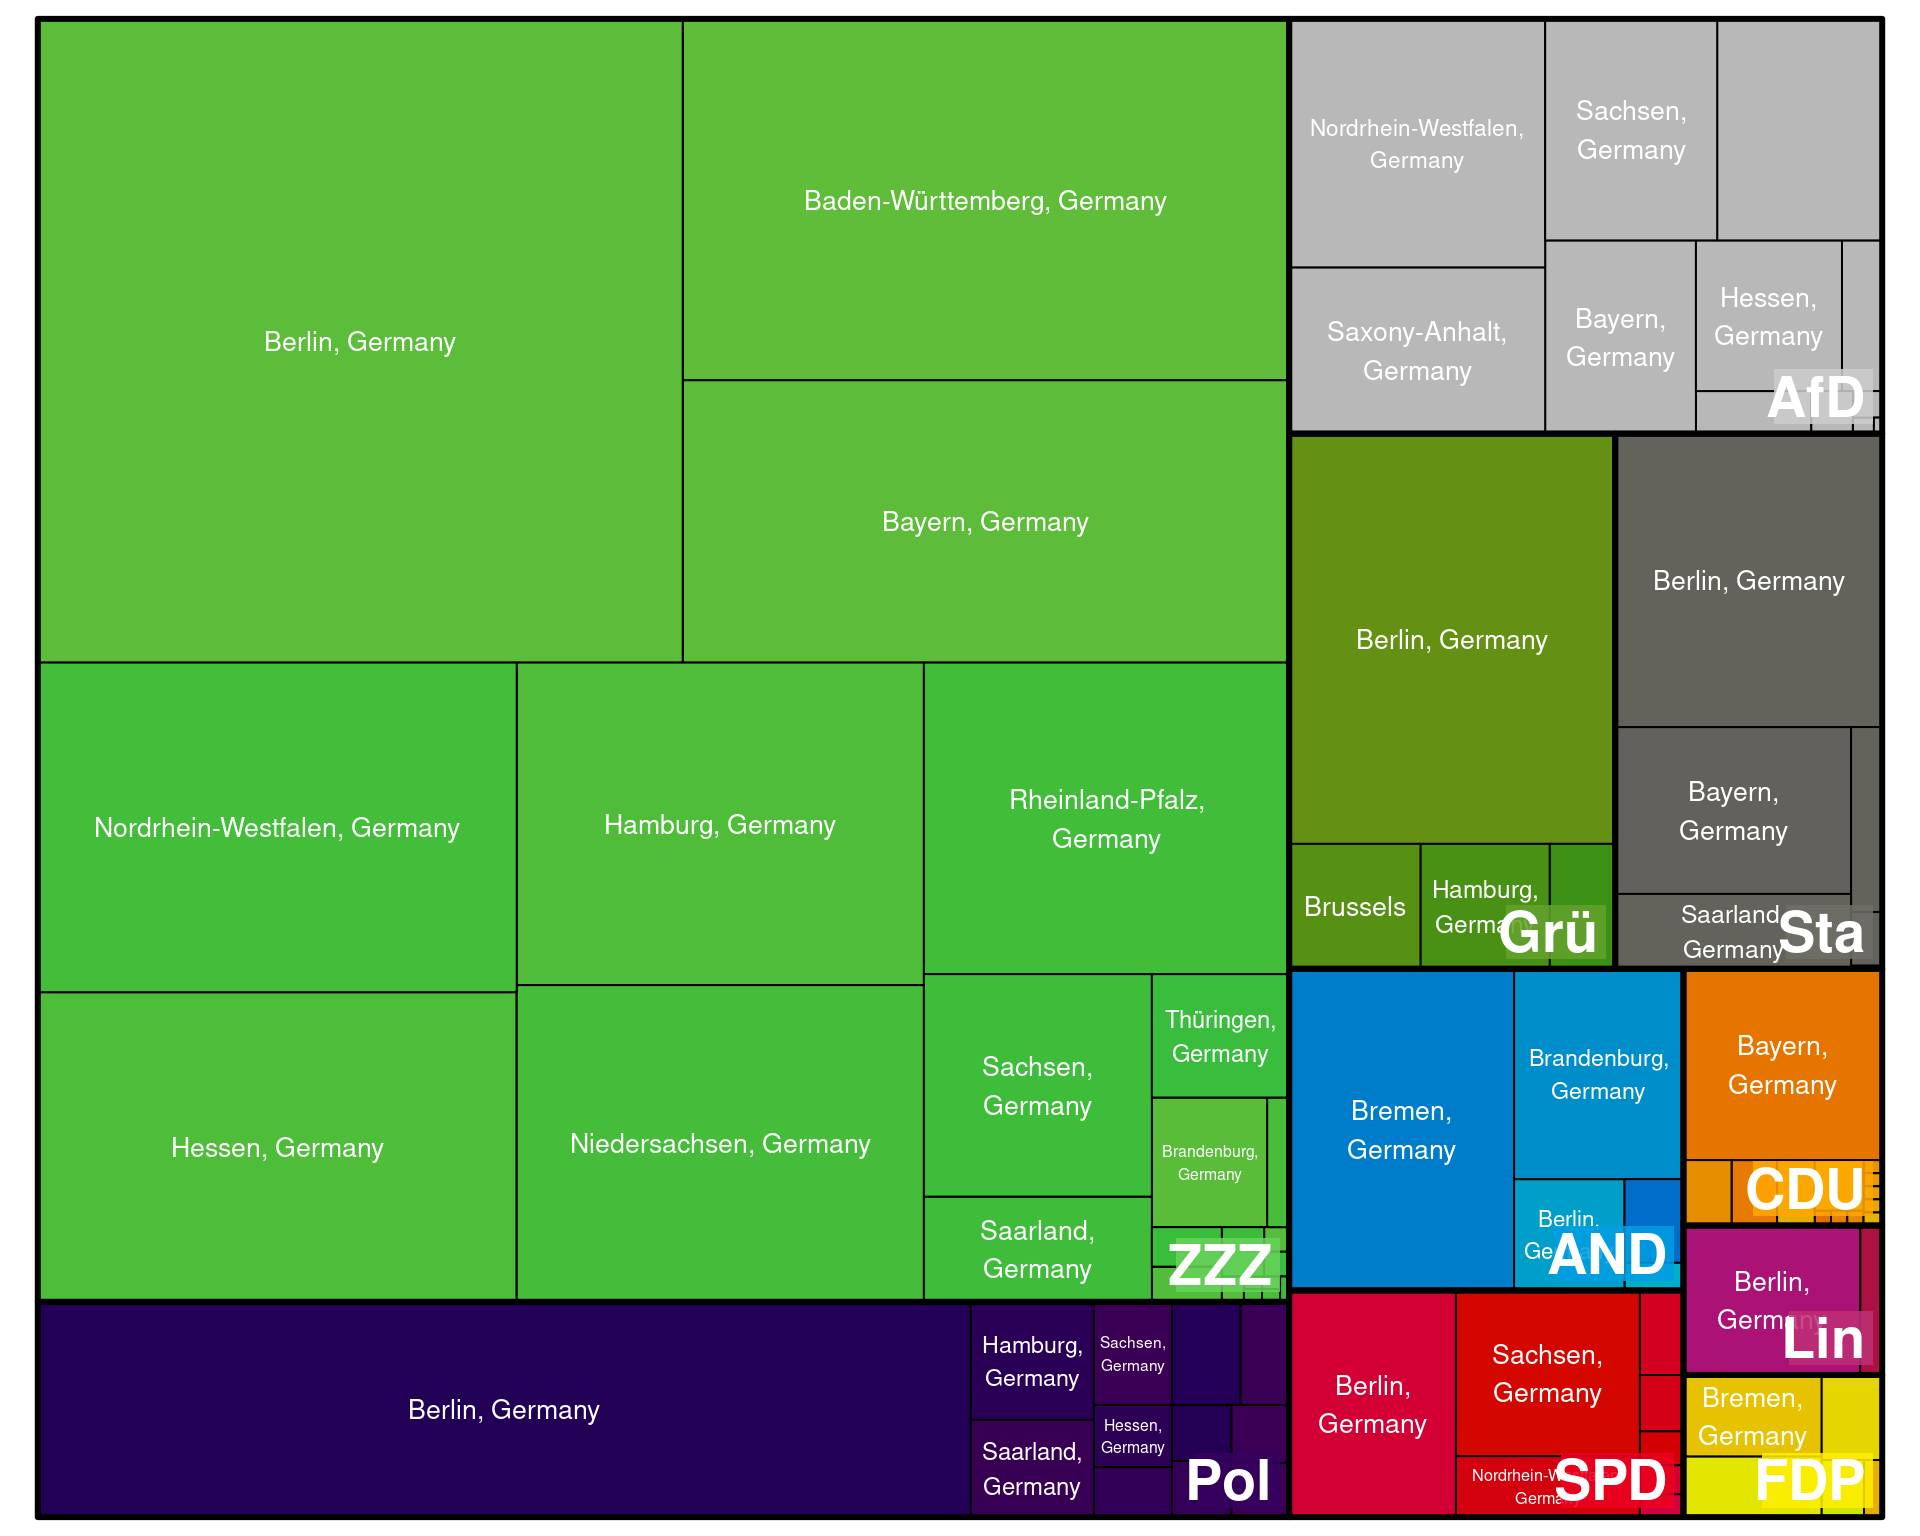 Berlin, Germany
Baden-Württemberg, Germany
Bayern, Germany
Nordrhein-Westfalen, Germany
Hamburg, Germany
Rheinland-Pfalz,
Germany
Hessen, Germany
Niedersachsen, Germany
Sachsen,
Germany
Thüringen,
Germany
Brandenburg,
Germany
Saarland,
Germany
ZZZ
Berlin, Germany
Hamburg,
Germany
Saarland,
Germany
Sachsen,
Germany
Hessen,
Germany
Pol
Nordrhein-Westfalen,
Germany
Saxony-Anhalt,
Germany
Sachsen,
Germany
Bayern,
Germany
Hessen,
Germany
AfD
Berlin, Germany
Brussels
Hamburg,
Germany
Grü
Berlin, Germany
Bayern,
Germany
Saarland,
Germany
Sta
Bremen,
Germany
Brandenburg,
Germany
Berlin,
AND
Bayern,
Germany
CDU
Berlin,
Germany
Lin
Berlin,
Germany
Sachsen,
Germany
SPD
Bremen,
Germany
FDP